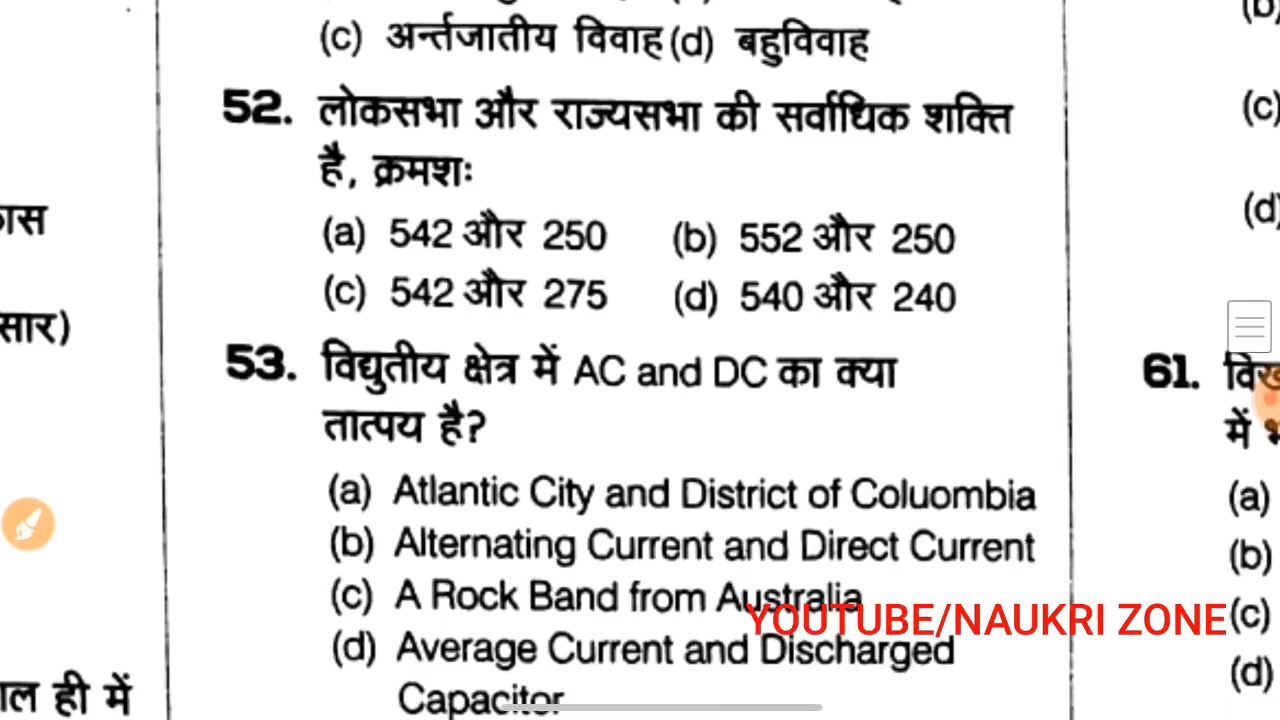 (c) अर्न्तजातीय विवाह (d) बहुविवाह
52. लोकसभा और राज्यसभा की सर्वाधिक शक्ति
है, क्रमशः
(a) 542 और 250 (b) 552 और 250
(c) 542 और 275 (d) 540 और 240
53. विद्युतीय क्षेत्र में AC and DC का क्या
तात्पय है?
(a) Atlantic City and District of Coluombia
(b) Alternating Current and Direct Current
(c) A Rock Band from Australia
(d) Average Current and Discharged
Capacitor
YOUTUBE/NAUKRI ZONE
सार)
ाल ही में
(b)
(c)
(d)
61.
में
(a)
(b)
(c)
(d)